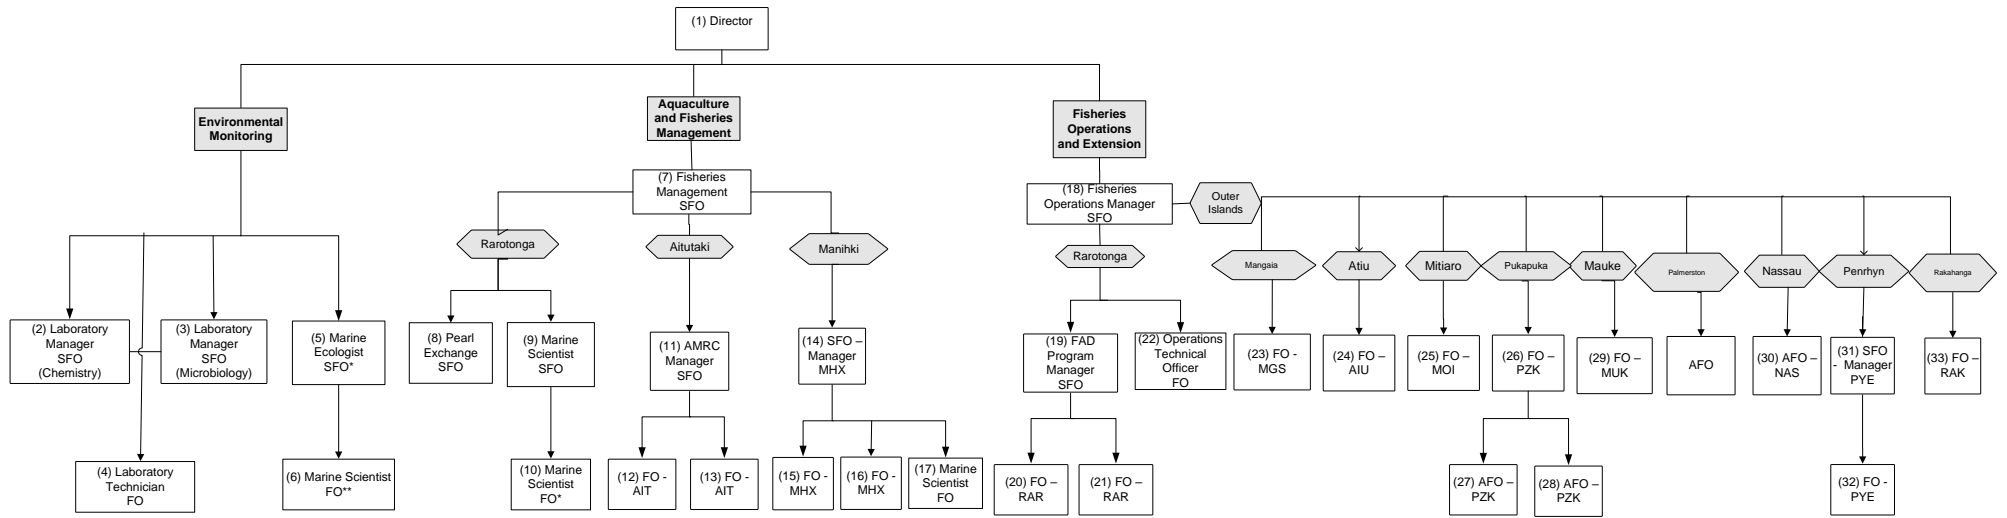 (1) Director
Environmental
Monitoring
Aquaculture
and Fisheries
Management
Fisheries
Operations
and Extension
(7) Fisheries
Management
SFO
(18) Fisheries
Operations Manager
SFO
Outer
Islands
Rarotonga
Aitutaki
Manihki
Rarotonga
Mangaia
Atiu
Mitiaro
Pukapuka
Mauke
Palmerston
Nassau
Penrhyn
Rakahanga
(2) Laboratory
Manager
SFO
(Chemistry)
(3) Laboratory
Manager
SFO
(Microbiology)
(5) Marine
Ecologist
SFO*
(8) Pearl
Exchange
SFO
(9) Marine
Scientist
SFO
(11) AMRC
Manager
SFO
(14) SFO –
Manager
MHX
(19) FAD
Program
Manager
SFO
(22) Operations
Technical
Officer
FO
(23) FO -
MGS
(24) FO –
AIU
(25) FO –
MOI
(26) FO –
PZK
(29) FO –
MUK
AFO
(30) AFO –
NAS
(31) SFO
- Manager
PYE
(33) FO –
RAK
(4) Laboratory
Technician
FO
(6) Marine Scientist
FO**
(10) Marine
Scientist
FO*
(12) FO -
AIT
(13) FO -
AIT
(15) FO -
MHX
(16) FO -
MHX
(17) Marine
Scientist
FO
(20) FO –
RAR
(21) FO –
RAR
(27) AFO –
PZK
(28) AFO –
PZK
(32) FO -
PYE